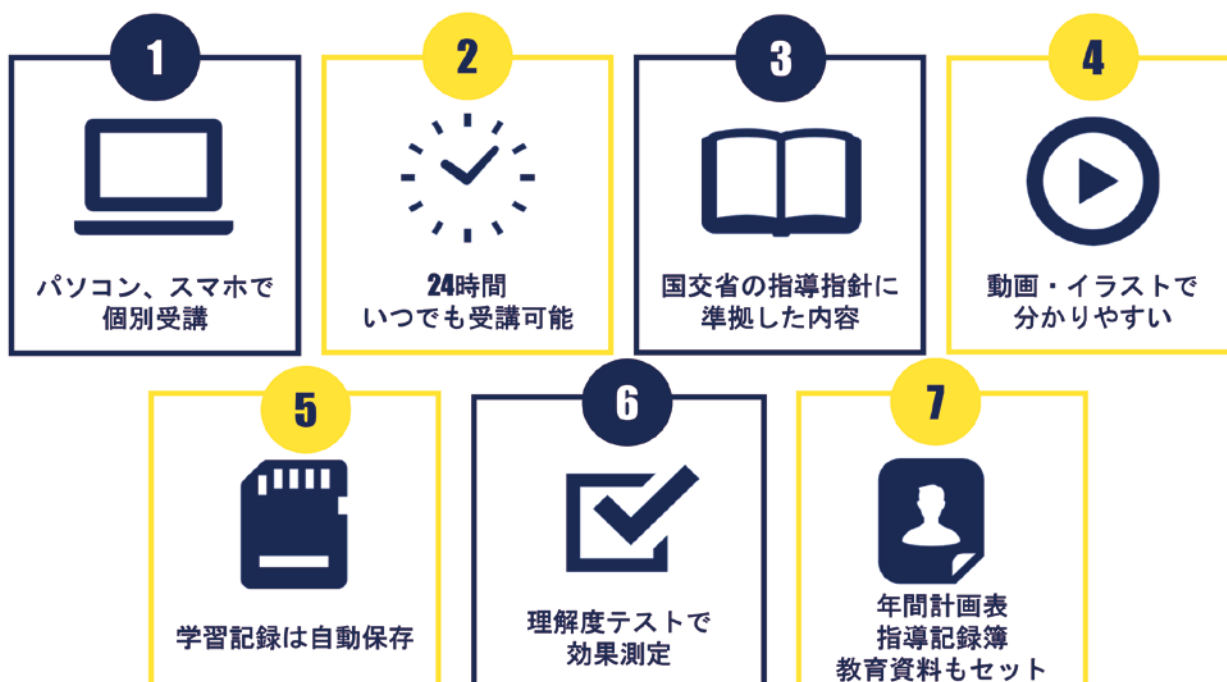 1
パソコン、スマホで
個別受講
2
24時間
いつでも受講可能
3
国交省の指導指針に
準拠した内容
4
動画・イラストで
分かりやすい
5
学習記録は自動保存
6
理解度テストで
効果測定
7
年間計画表
指導記録簿
教育資料もセット